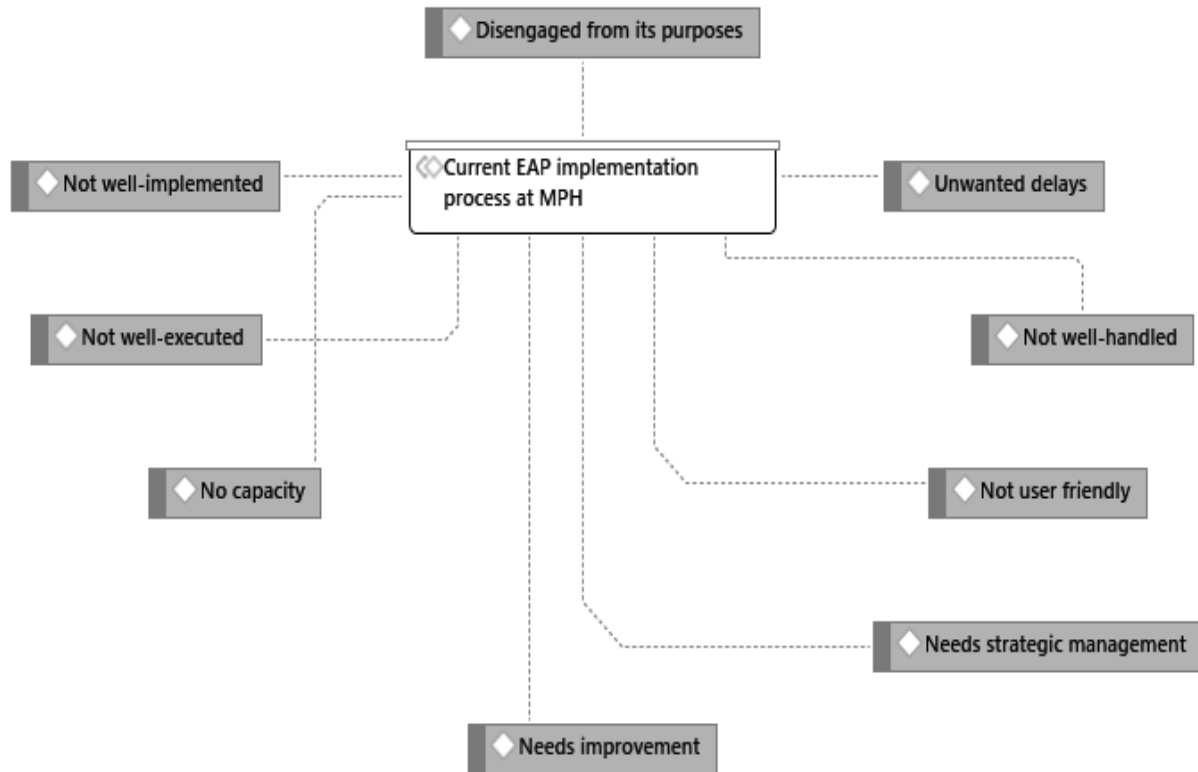 Disengaged from its purposes
Current EAP implementation
process at MPH
Not well-implemented
Unwanted delays
Not well-executed
Not well-handled
No capacity
Not user friendly
Needs strategic management
Needs improvement